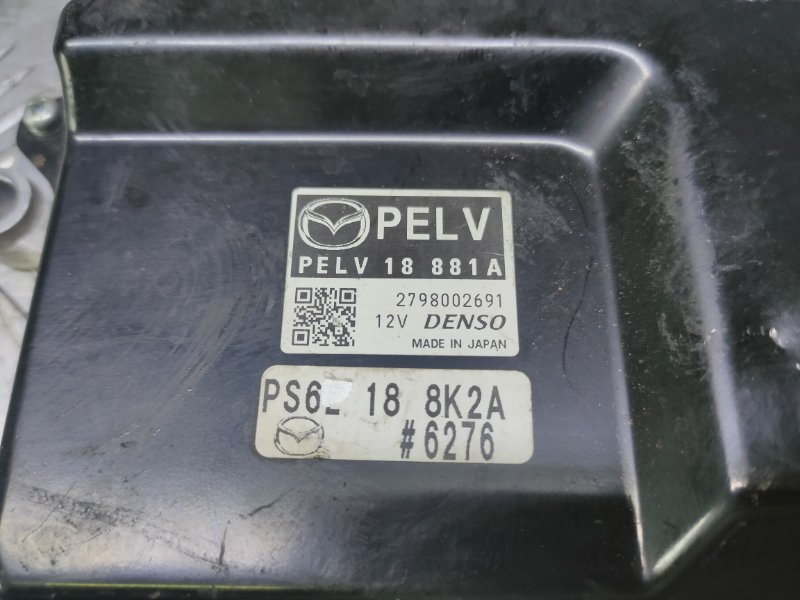 PELV
PELV 18 881A
2798002691
12V DENSO
MADE IN JAPAN
18 8K2A
#6276